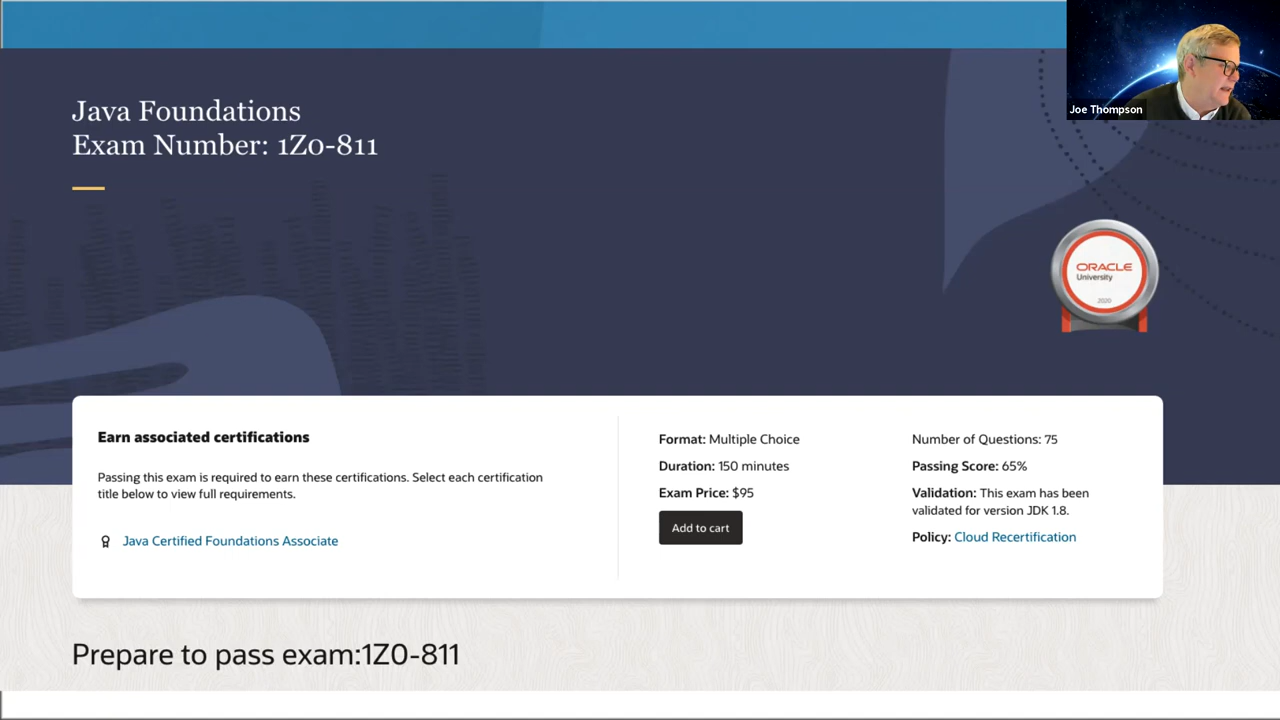 Java Foundations
Exam Number: 1Z0-811
Joe Thompson
ORACLE
University
2020
Earn associated certifications
Passing this exam is required to earn these certifications. Select each certification
title below to view full requirements.
Java Certified Foundations Associate
Format: Multiple Choice
Duration: 150 minutes
Exam Price: $95
Add to cart
Number of Questions: 75
Passing Score: 65%
Validation: This exam has been
validated for version JDK 1.8.
Policy: Cloud Recertification
Prepare to pass exam:1Z0-811